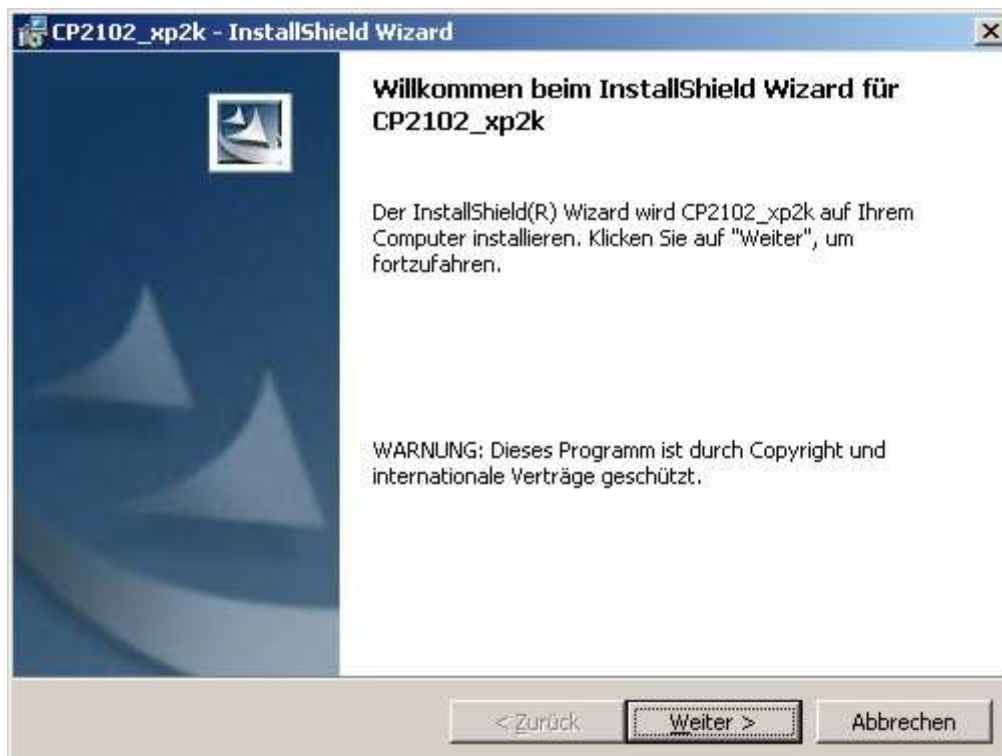 CP2102_xp2k - InstallShield Wizard
Willkommen beim InstallShield Wizard für
CP2102_xp2k
Der InstallShield(R) Wizard wird CP2102_xp2k auf Ihrem
Computer installieren. Klicken Sie auf "Weiter", um
fortzufahren.
WARNUNG: Dieses Programm ist durch Copyright und
internationale Verträge geschützt.
< Zurück
Weiter >
Abbrechen